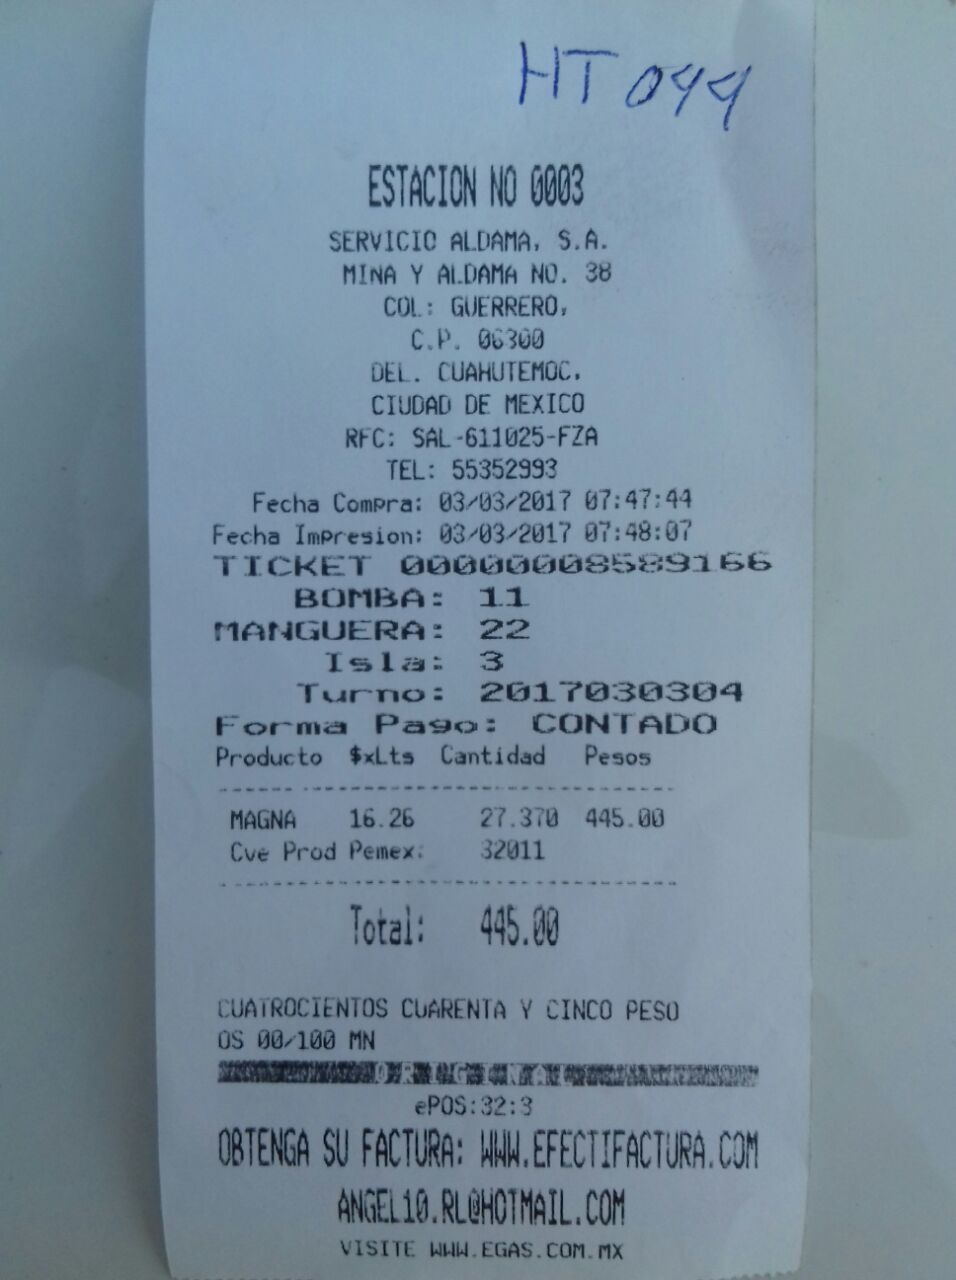 HT 044
ESTACION NO 0003
SERVICIO ALDAMA, S.A.
MINA Y ALDAMA NO. 38
COL: GUERRERO,
C.P. 06300
DEL. CUAHUTEMOC.
CIUDAD DE MEXICO
RFC: SAL-611025-FZA
TEL: 55352993
Fecha Compra: 03/03/2017 07:47:44
Fecha Impresion: 03/03/2017 07:48:07
TICKET 00000008589166
BOMBA: 11
MANGUERA: 22
Isla: 3
Turno: 2017030304
Forma Pago: CONTADO
Producto $xLts Cantidad Pesos
MAGNA 16.26 27.370 445.00
Cve Prod Pemex: 32011
Total: 445.00
CUATROCIENTOS CUARENTA Y CINCO PESO
OS 00/100 MN
ORIGINAL
ePOS:32:3
OBTENGA SU FACTURA: WWW.EFECTIFACTURA.COM
ANGEL10.RL@HOTMAIL.COM
VISITE WWW.EGAS.COM.MX